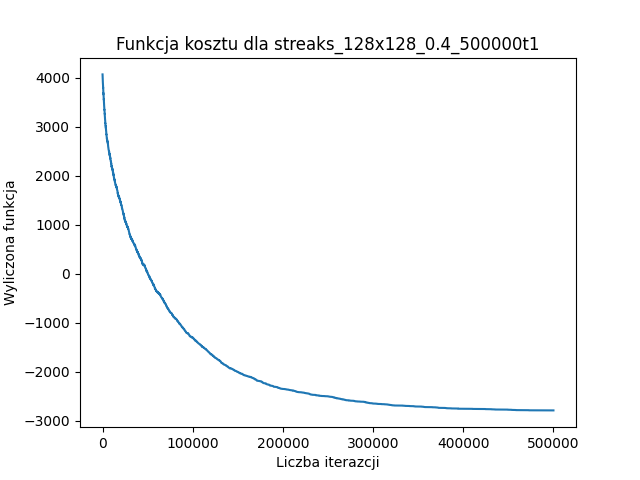 Funkcja kosztu dla streaks_128x128_0.4_500000t1
4000
3000
2000
1000
0
−1000
−2000
−3000
Wyliczona funkcja
0 100000 200000 300000 400000 500000
Liczba iterazcji